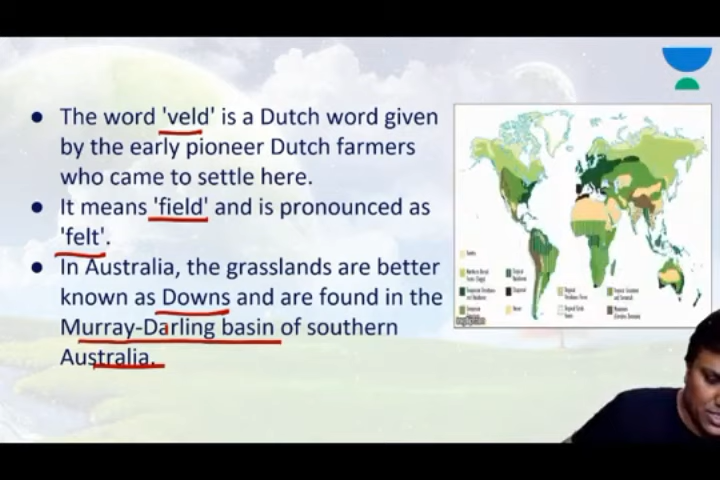 ● The word 'veld' is a Dutch word given
by the early pioneer Dutch farmers
who came to settle here.
● It means 'field' and is pronounced as
'felt'.
● In Australia, the grasslands are better
known as Downs and are found in the
Murray-Darling basin of southern
Australia.